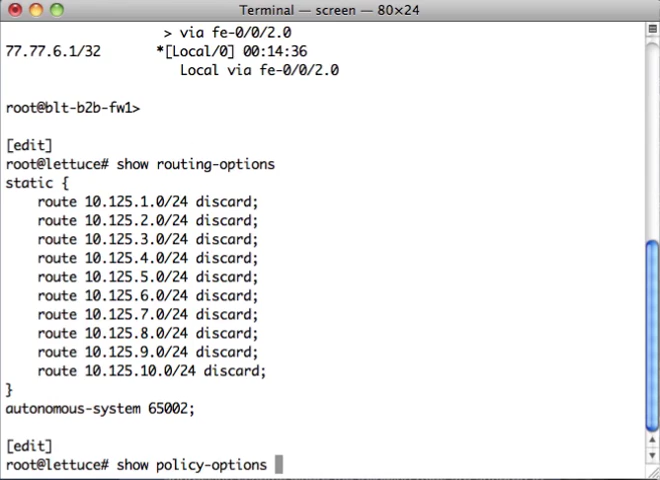 Terminal — screen — 80×24
> via fe-0/0/2.0
77.77.6.1/32 *[Local/0] 00:14:36
Local via fe-0/0/2.0
root@blt-b2b-fw1>
[edit]
root@lettuce# show routing-options
static {
route 10.125.1.0/24 discard;
route 10.125.2.0/24 discard;
route 10.125.3.0/24 discard;
route 10.125.4.0/24 discard;
route 10.125.5.0/24 discard;
route 10.125.6.0/24 discard;
route 10.125.7.0/24 discard;
route 10.125.8.0/24 discard;
route 10.125.9.0/24 discard;
route 10.125.10.0/24 discard;
}
autonomous-system 65002;
[edit]
root@lettuce# show policy-options